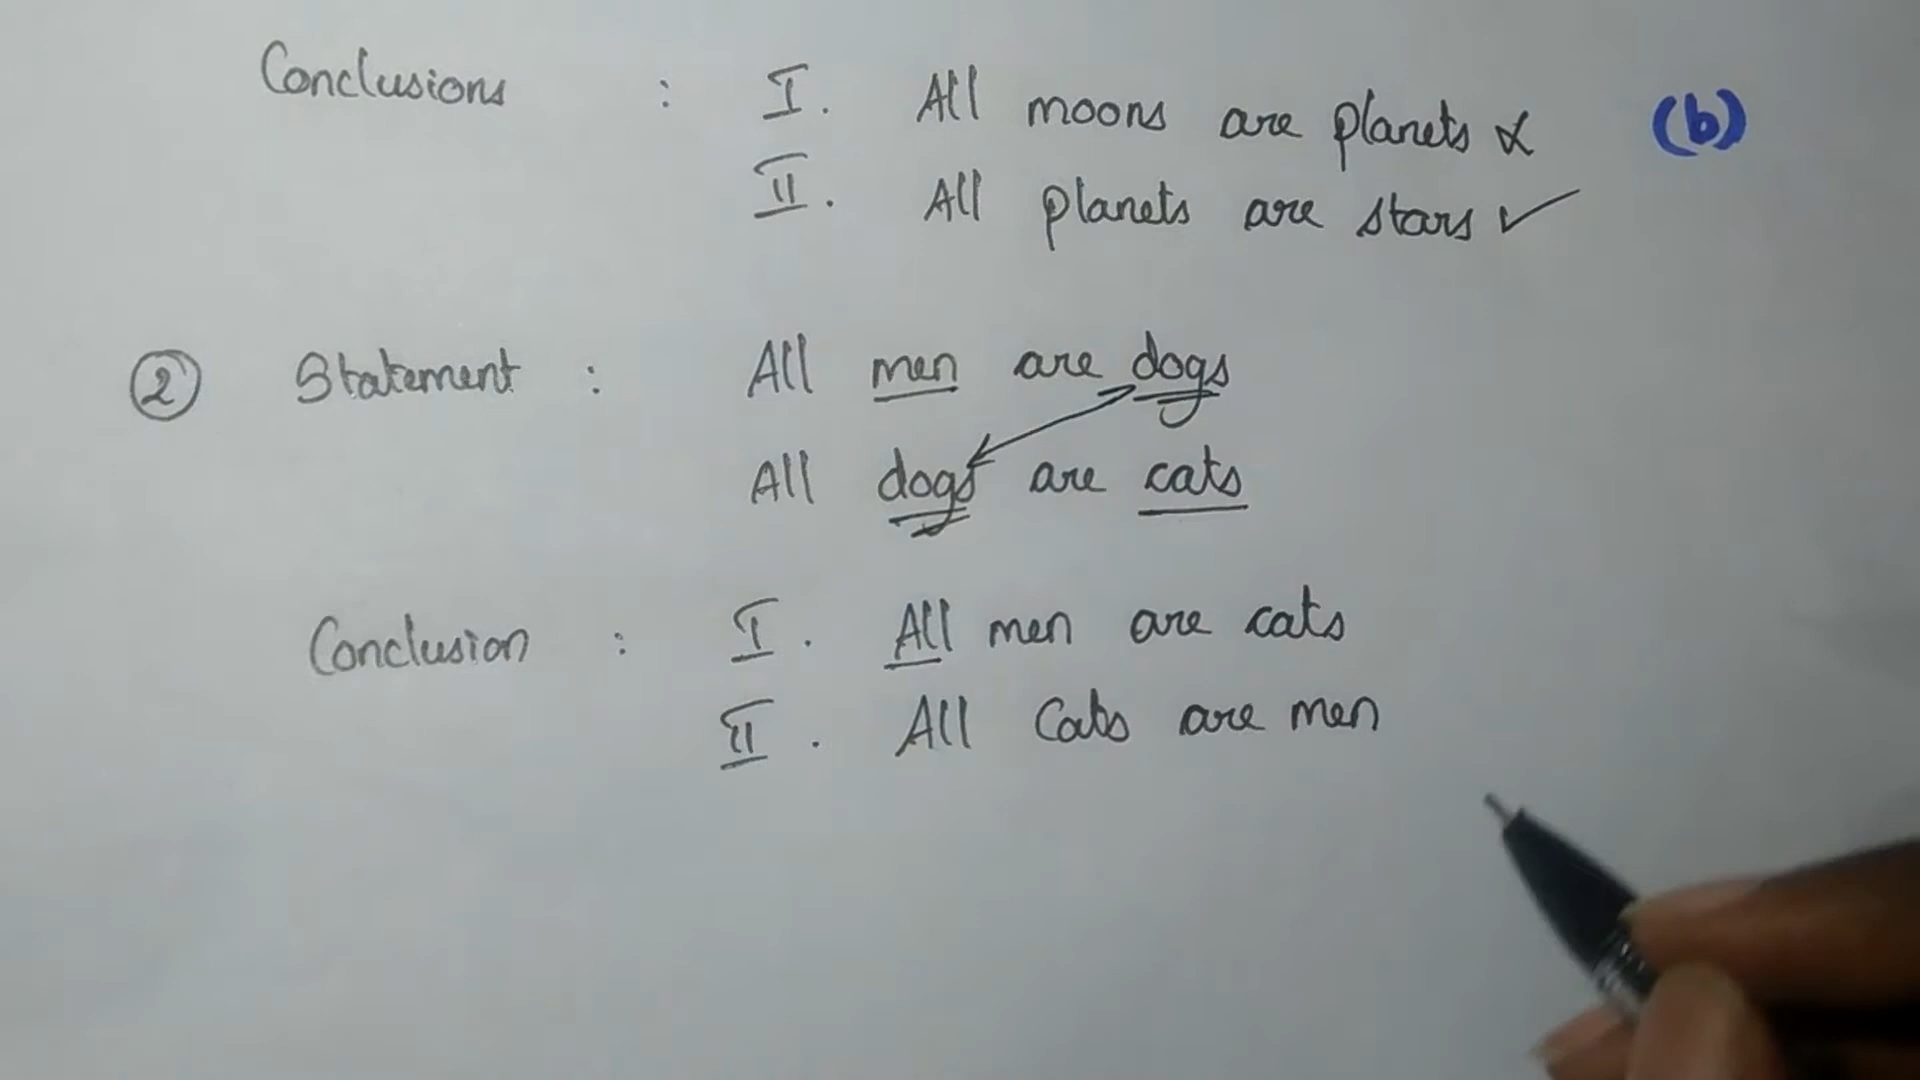 Conclusions : I. All moons are planets (b)
II. All planets are stars ✓
② Statement : All men are dogs
All dogs are cats
Conclusion : I. All men are cats
II. All Cats are men